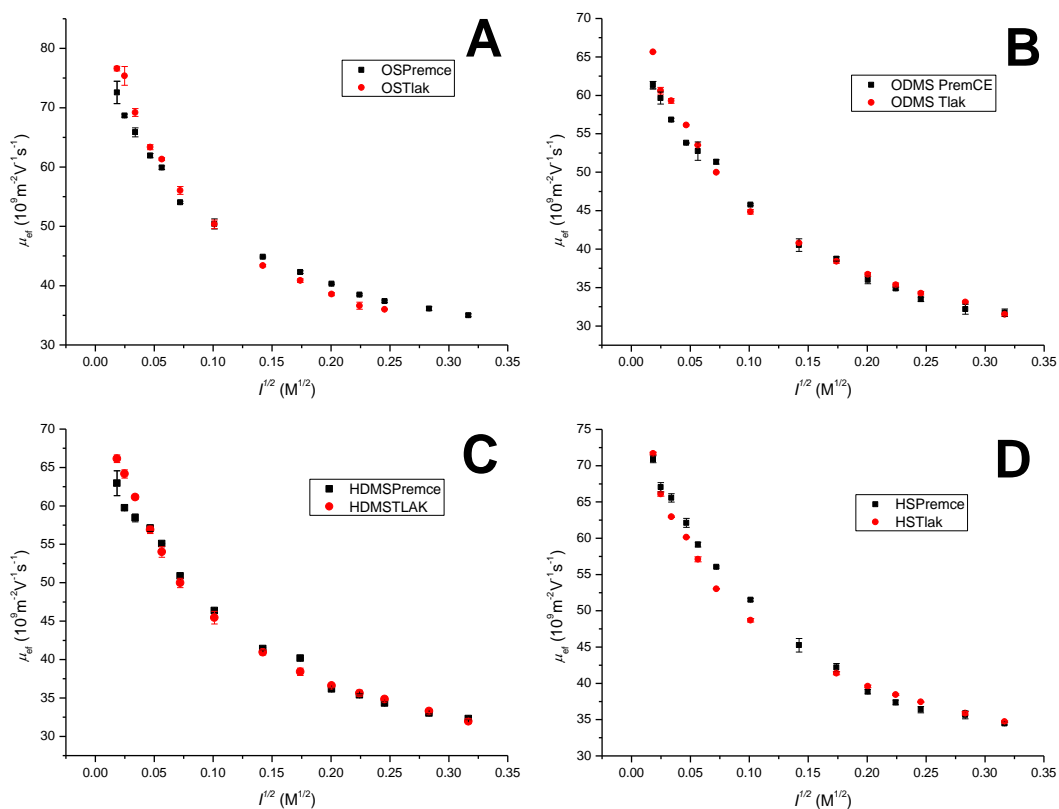 A
OSPremce
OSTlak
80
70
60
50
40
30
μef (10⁹m⁻²V⁻¹s⁻¹)
0.00 0.05 0.10 0.15 0.20 0.25 0.30 0.35
I^1/2 (M^1/2)
B
ODMS PremCE
ODMS Tlak
70
65
60
55
50
45
40
35
30
μef (10⁹m⁻²V⁻¹s⁻¹)
0.00 0.05 0.10 0.15 0.20 0.25 0.30 0.35
I^1/2 (M^1/2)
C
HDMSPremce
HDMSTLAK
70
65
60
55
50
45
40
35
30
μef (10⁹m⁻²V⁻¹s⁻¹)
0.00 0.05 0.10 0.15 0.20 0.25 0.30 0.35
I^1/2 (M^1/2)
D
HSPremce
HSTlak
75
70
65
60
55
50
45
40
35
30
μef (10⁹m⁻²V⁻¹s⁻¹)
0.00 0.05 0.10 0.15 0.20 0.25 0.30 0.35
I^1/2 (M^1/2)